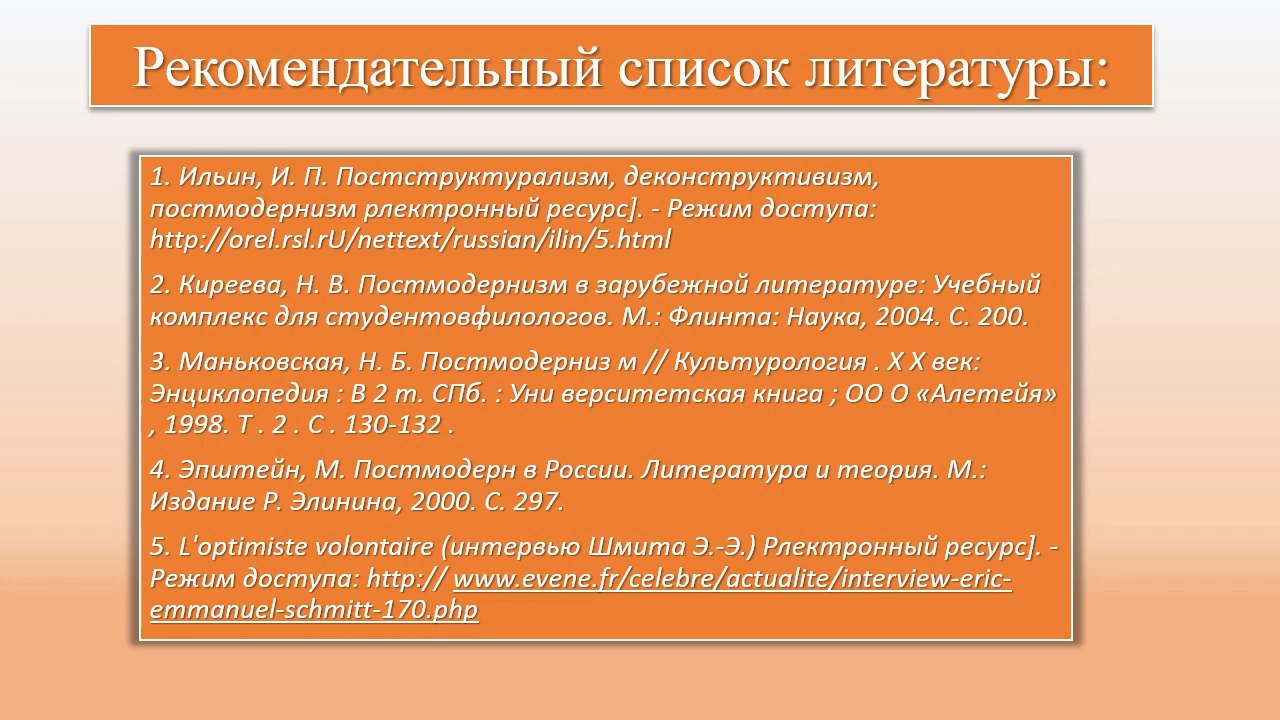 Рекомендательный список литературы:
1. Ильин, И. П. Постструктурализм, деконструктивизм,
постмодернизм рлектронный ресурс]. - Режим доступа:
http://orel.rsl.rU/nettext/russian/ilin/5.html
2. Киреева, Н. В. Постмодернизм в зарубежной литературе: Учебный
комплекс для студентовфилологов. М.: Флинта: Наука, 2004. С. 200.
3. Маньковская, Н. Б. Постмодерниз м // Культурология . X X век:
Энциклопедия : В 2 т. СПб. : Уни верситетская книга ; ОО О «Алетейя»
, 1998. Т . 2 . С . 130-132 .
4. Эпштейн, М. Постмодерн в России. Литература и теория. М.:
Издание Р. Элинина, 2000. С. 297.
5. L'optimiste volontaire (интервью Шмита Э.-Э.) Рлектронный ресурс]. -
Режим доступа: http:// www.evene.fr/celebre/actualite/interview-eric-
emmanuel-schmitt-170.php